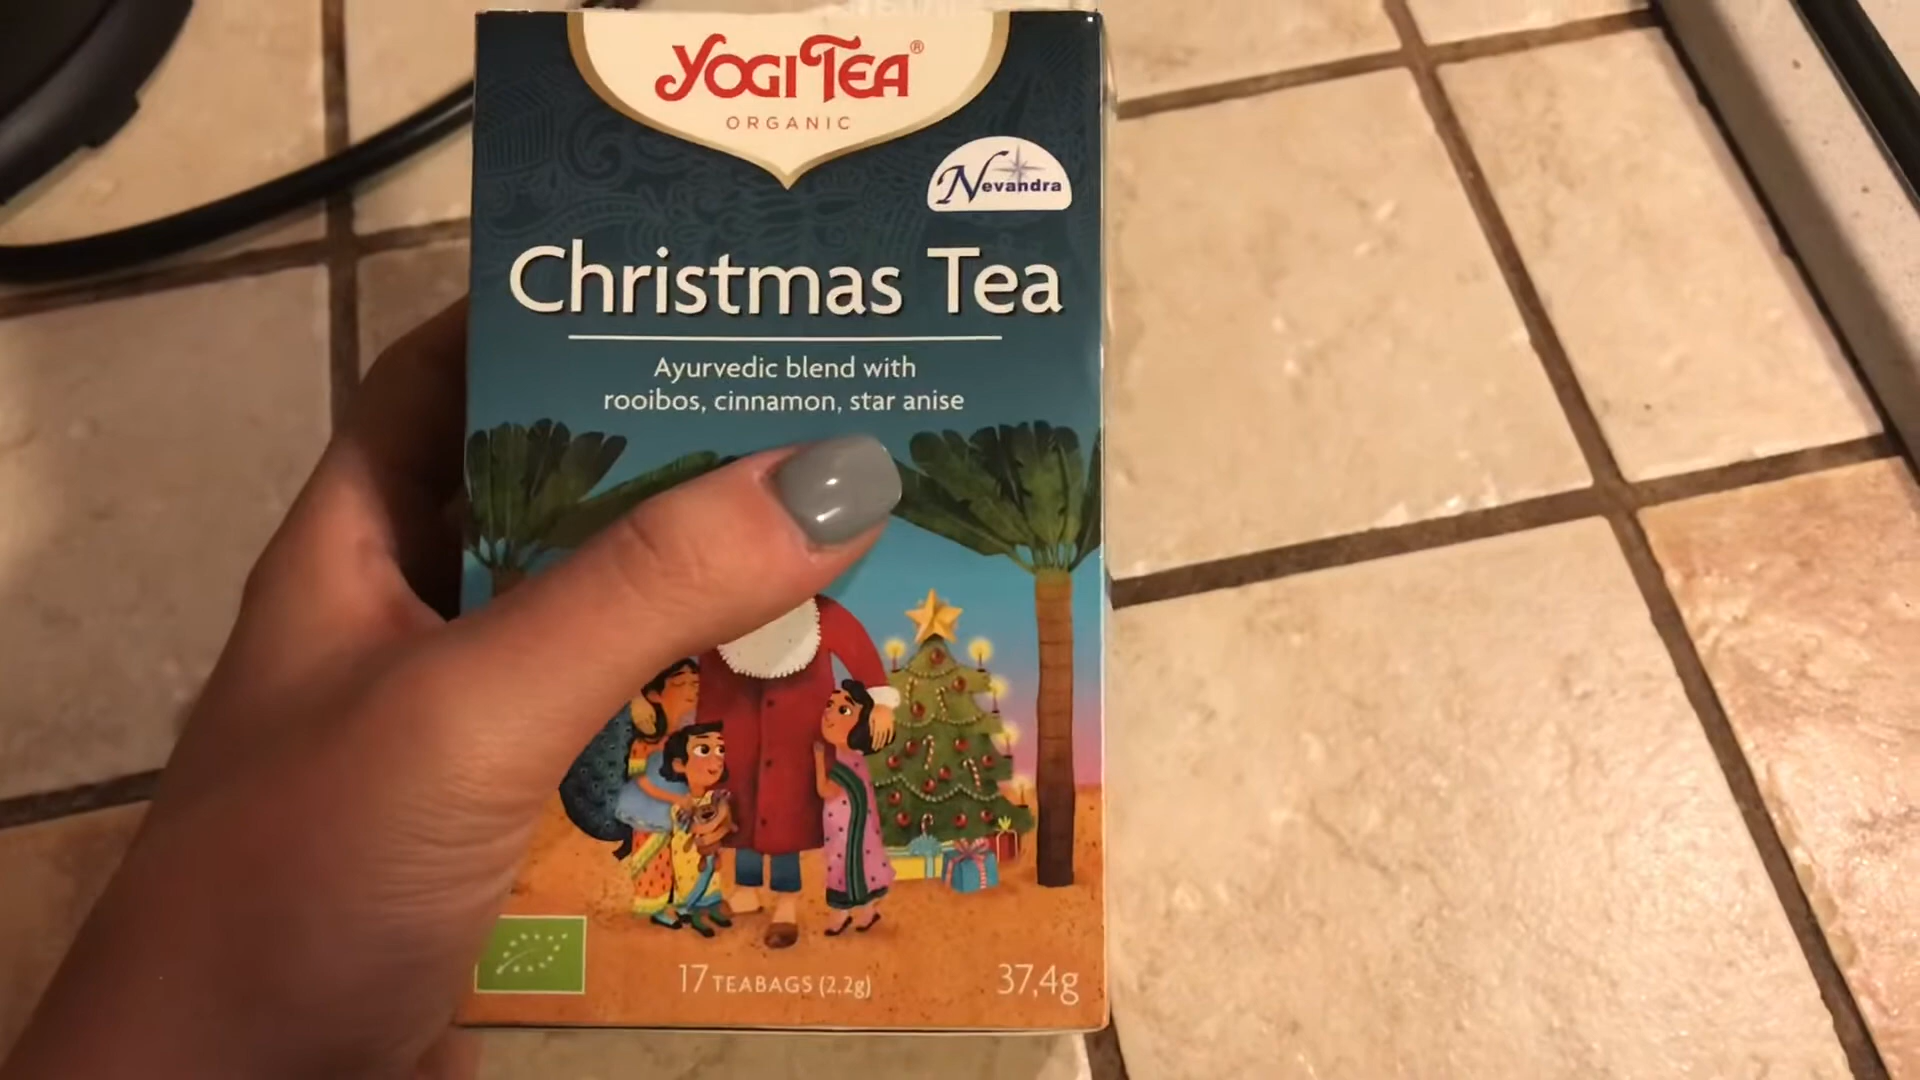 YOGI TEA®
ORGANIC
Nevandra
Christmas Tea
Ayurvedic blend with
rooibos, cinnamon, star anise
17 TEABAGS (2,2g)
37,4g